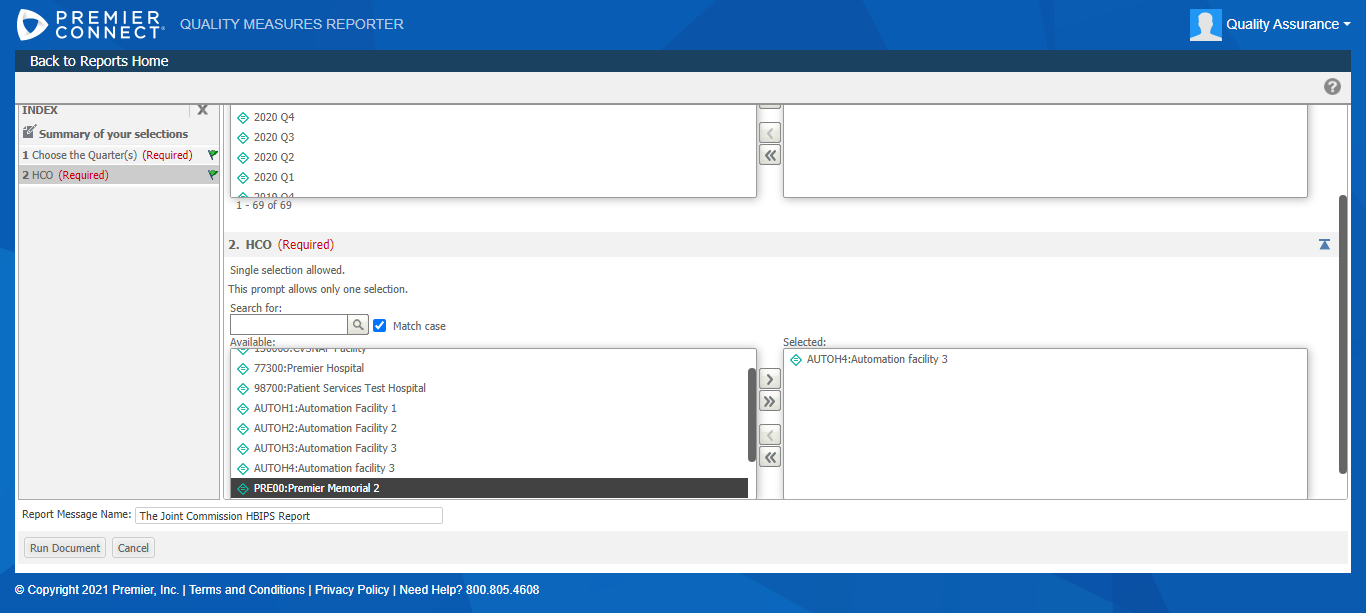 PREMIER CONNECT® QUALITY MEASURES REPORTER
Quality Assurance
Back to Reports Home
?
INDEX
X
Summary of your selections
1 Choose the Quarter(s) (Required)
2 HCO (Required)
2020 Q4
2020 Q3
2020 Q2
2020 Q1
2019 Q4
1 - 69 of 69
2. HCO (Required)
Single selection allowed.
This prompt allows only one selection.
Search for:
Match case
Available:
Facility
77300:Premier Hospital
98700:Patient Services Test Hospital
AUTOH1:Automation Facility 1
AUTOH2:Automation Facility 2
AUTOH3:Automation Facility 3
AUTOH4:Automation facility 3
PRE00:Premier Memorial 2
Selected:
AUTOH4:Automation facility 3
Report Message Name: The Joint Commission HBIPS Report
Run Document Cancel
© Copyright 2021 Premier, Inc. | Terms and Conditions | Privacy Policy | Need Help? 800.805.4608